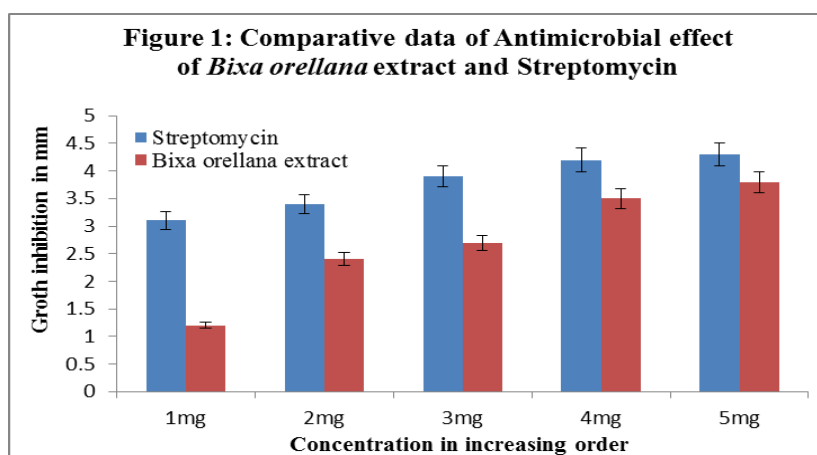 Figure 1: Comparative data of Antimicrobial effect
of Bixa orellana extract and Streptomycin
Groth inhibition in mm
5
4.5
4
3.5
3
2.5
2
1.5
1
0.5
0
Streptomycin
Bixa orellana extract
1mg 2mg 3mg 4mg 5mg
Concentration in increasing order